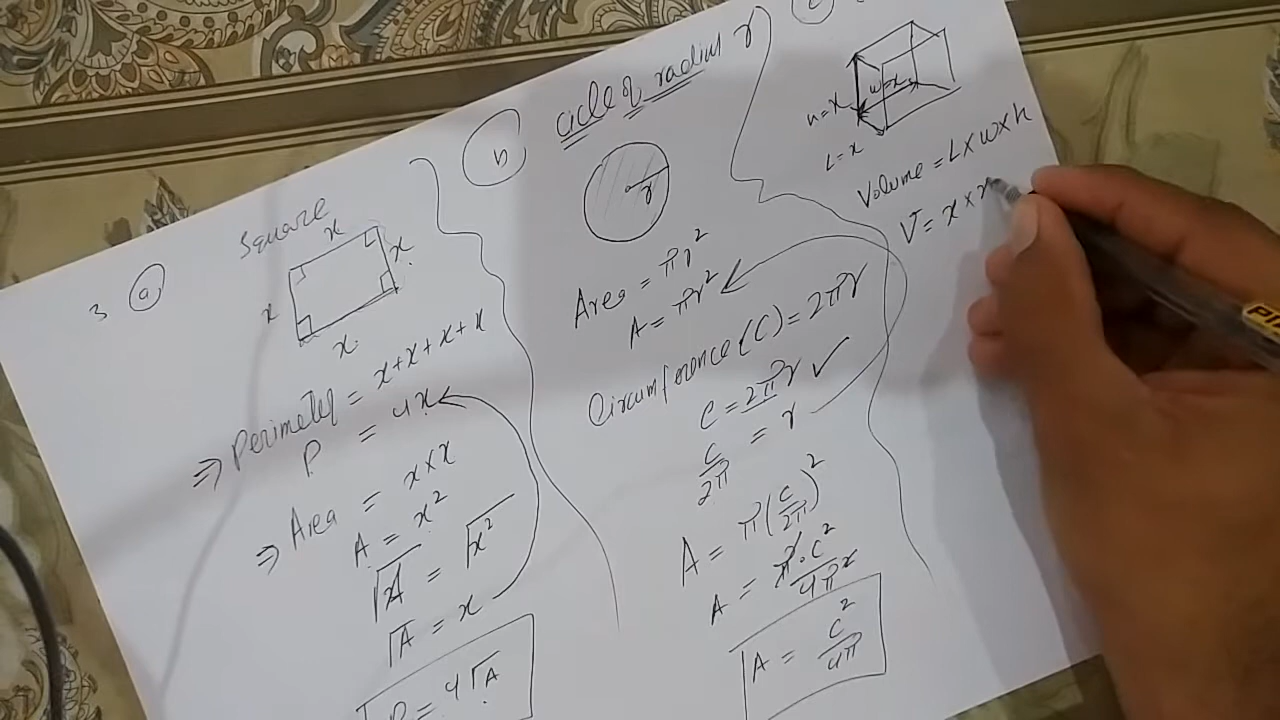 3 (a)
Square
x
x
x
x
⇒ Perimeter = x+x+x+x
P = 4x
⇒ Area = x×x
A = x²
√A = √x²
√A = x
P = 4√A
(b) circle of radius r
r
Area = πr²
A = πr²
Circumference (C) = 2πr
C = 2πr ✓
C/2π = r
A = π(C/2π)²
A = π·C²/4π²
A = C²/4π
(c)
w=x
h=x
L=x
Volume = L×w×h
V = x×x
PIC